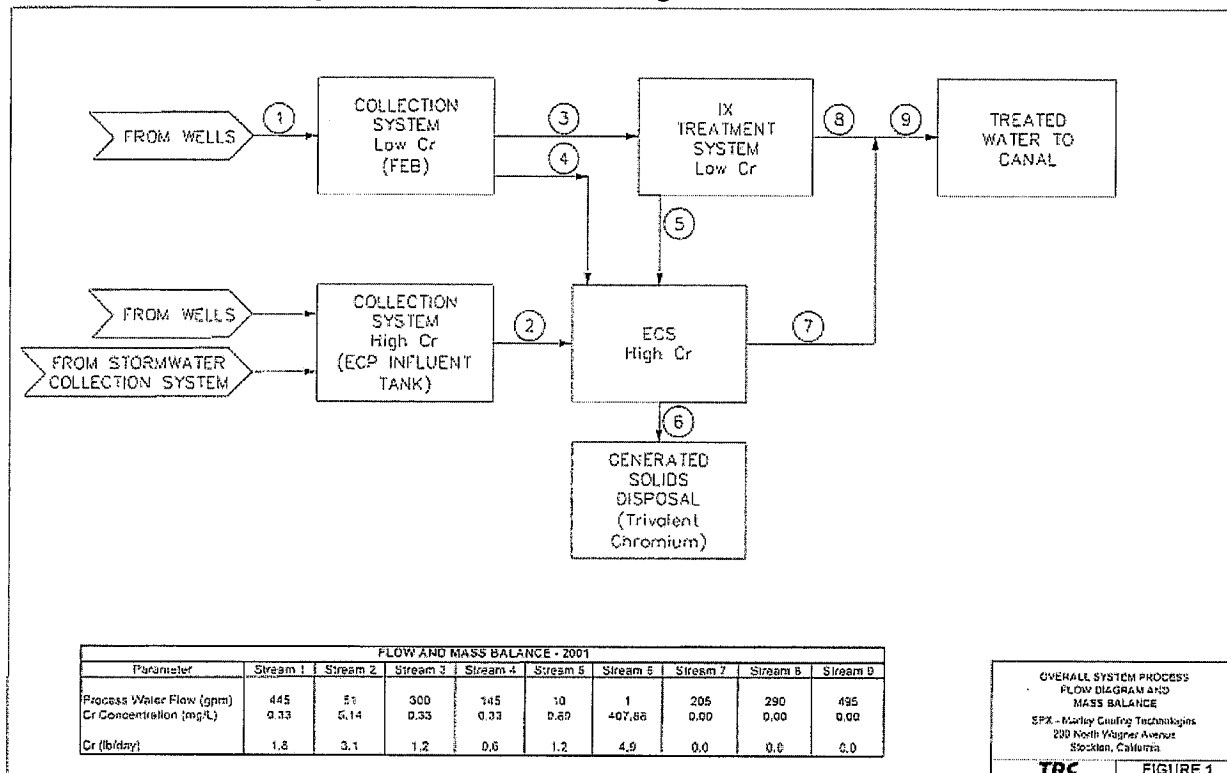 1
3
8
9
FROM WELLS
COLLECTION
SYSTEM
Low Cr
(FEB)
IX
TREATMENT
SYSTEM
Low Cr
TREATED
WATER TO
CANAL
4
5
FROM WELLS
FROM STORMWATER
COLLECTION SYSTEM
COLLECTION
SYSTEM
High Cr
(ECP INFLUENT
TANK)
2
ECS
High Cr
7
6
GENERATED
SOLIDS
DISPOSAL
(Trivalent
Chromium)
FLOW AND MASS BALANCE - 2001
Parameter Stream 1 Stream 2 Stream 3 Stream 4 Stream 5 Stream 6 Stream 7 Stream 8 Stream 9
Process Water Flow (gpm) 445 51 300 145 10 1 205 290 495
Cr Concentration (mg/L) 0.33 5.14 0.33 0.33 407.88 0.00 0.00 0.00
Cr (lb/day) 1.8 3.1 1.2 0.6 1.2 4.9 0.0 0.0 0.0
OVERALL SYSTEM PROCESS
FLOW DIAGRAM AND
MASS BALANCE
SPX - Marley Cooling Technologies
200 North Wagner Avenue
Stockton, California
TRC FIGURE 1